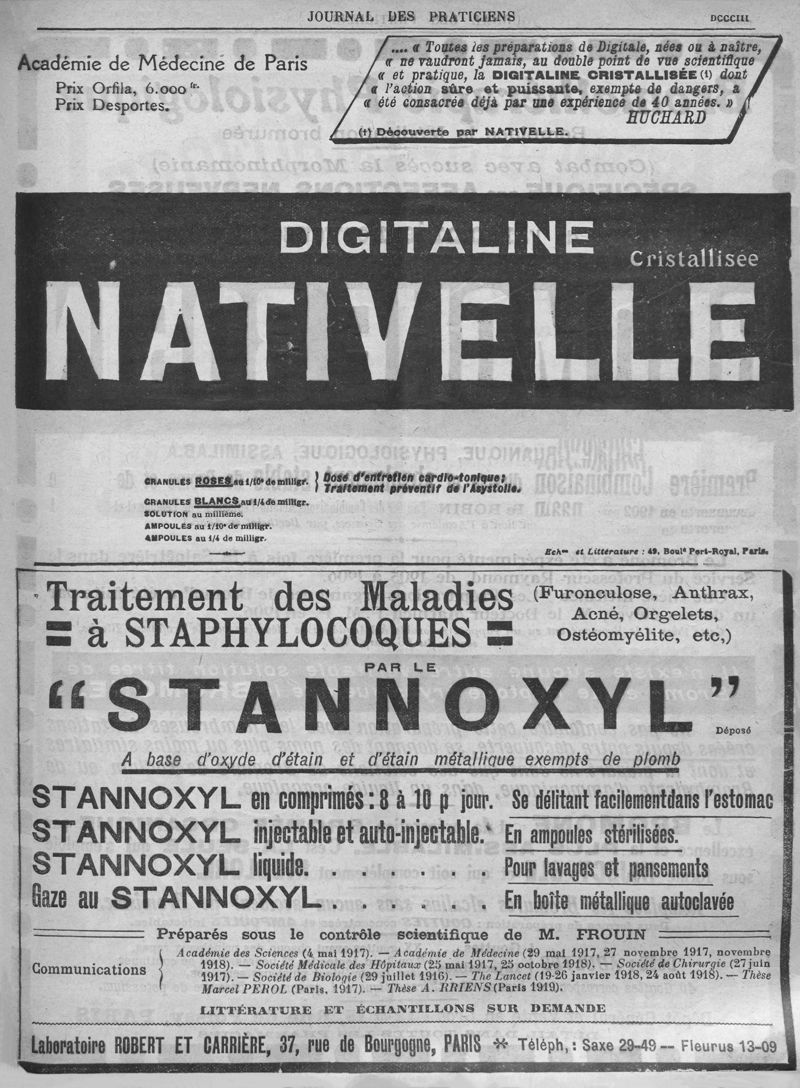 JOURNAL DES PRATICIENS
DCCCIII
Académie de Médecine de Paris
Prix Orfila, 6.000 fr.
Prix Desportes.
.... « Toutes les préparations de Digitale, nées ou à naître,
« ne vaudront jamais, au double point de vue scientifique
« et pratique, la DIGITALINE CRISTALLISÉE (1) dont
« l'action sûre et puissante, exempte de dangers, a
« été consacrée déjà par une expérience de 40 années. »
HUCHARD
(†) Découverte par NATIVELLE.
DIGITALINE
Cristallisée
NATIVELLE
GRANULES ROSES au 1/10e de milligr. } Dose d'entretien cardio-tonique;
Traitement préventif de l'Asystolie.
GRANULES BLANCS au 1/4 de milligr.
SOLUTION au millième.
AMPOULES au 1/10e de milligr.
AMPOULES au 1/4 de milligr.
Echons et Littérature : 49, Bould Port-Royal, Paris.
Traitement des Maladies
= à STAPHYLOCOQUES =
(Furonculose, Anthrax,
Acné, Orgelets,
Ostéomyélite, etc,)
PAR LE
"STANNOXYL"
Déposé
A base d'oxyde d'étain et d'étain métallique exempts de plomb
STANNOXYL en comprimés : 8 à 10 p jour. Se délitant facilementdans l'estomac
STANNOXYL injectable et auto-injectable. En ampoules stérilisées.
STANNOXYL liquide. . . . . . . . Pour lavages et pansements
Gaze au STANNOXYL . . . . . . . En boîte métallique autoclavée
Préparés sous le contrôle scientifique de M. FROUIN
Communications
Académie des Sciences (4 mai 1917). — Académie de Médecine (29 mai 1917, 27 novembre 1917, novembre
1918). — Société Médicale des Hôpitaux (25 mai 1917, 25 octobre 1918). — Société de Chirurgie (27 juin
1917). — Société de Biologie (29 juillet 1916). — The Lancet (19-26 janvier 1918, 24 août 1918). — Thèse
Marcel PEROL (Paris, 1917). — Thèse A. RRIENS (Paris 1919).
LITTÉRATURE ET ÉCHANTILLONS SUR DEMANDE
Laboratoire ROBERT ET CARRIÈRE, 37, rue de Bourgogne, PARIS Téléph, : Saxe 29-49 — Fleurus 13-09